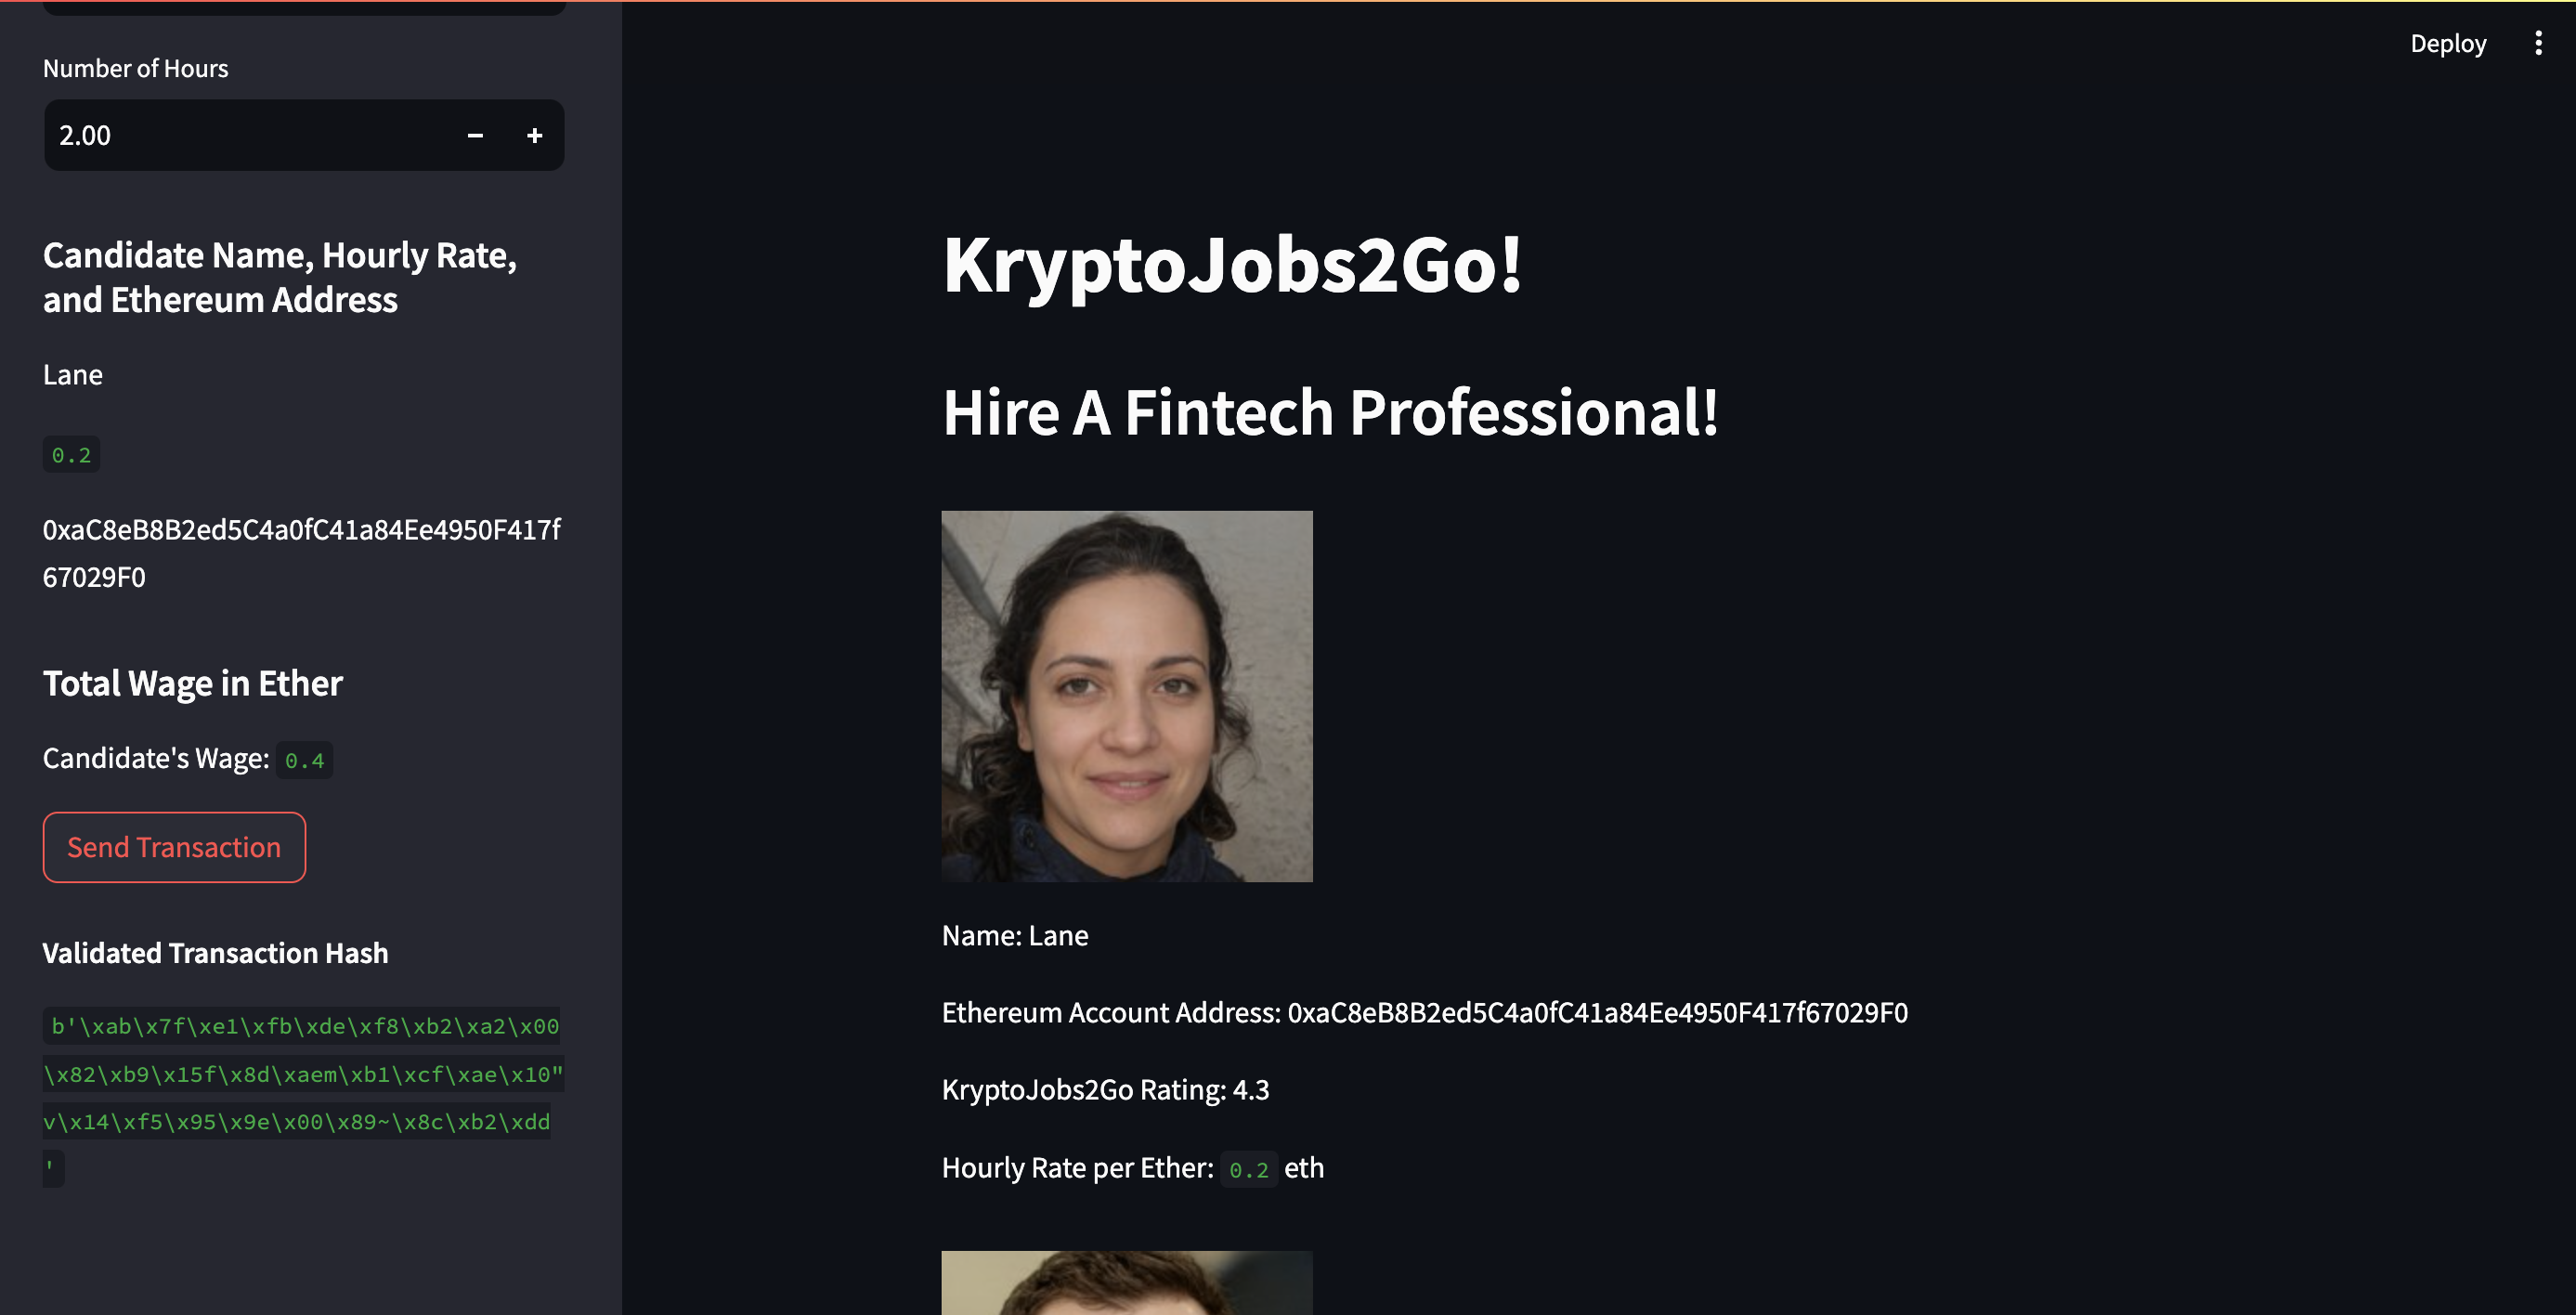 Number of Hours
2.00
− +
Candidate Name, Hourly Rate,
and Ethereum Address
Lane
0.2
0xaC8eB8B2ed5C4a0fC41a84Ee4950F417f
67029F0
Total Wage in Ether
Candidate's Wage: 0.4
Send Transaction
Validated Transaction Hash
b'\xab\x7f\xe1\xfb\xde\xf8\xb2\xa2\x00
\x82\xb9\x15f\x8d\xaem\xb1\xcf\xae\x10"
v\x14\xf5\x95\x9e\x00\x89~\x8c\xb2\xdd
'
Deploy
KryptoJobs2Go!
Hire A Fintech Professional!
Name: Lane
Ethereum Account Address: 0xaC8eB8B2ed5C4a0fC41a84Ee4950F417f67029F0
KryptoJobs2Go Rating: 4.3
Hourly Rate per Ether: 0.2 eth